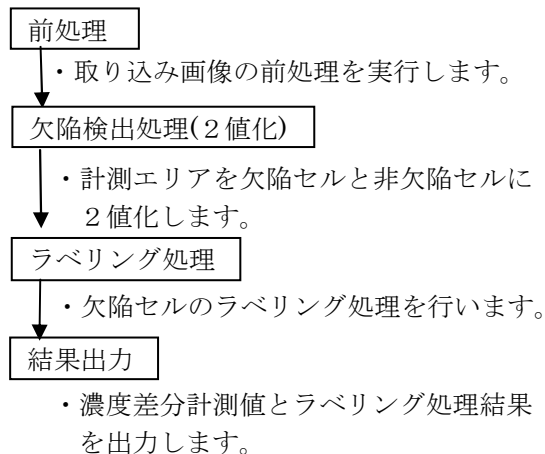 前処理
・取り込み画像の前処理を実行します。
欠陥検出処理(２値化)
・計測エリアを欠陥セルと非欠陥セルに
２値化します。
ラベリング処理
・欠陥セルのラベリング処理を行います。
結果出力
・濃度差分計測値とラベリング処理結果
を出力します。